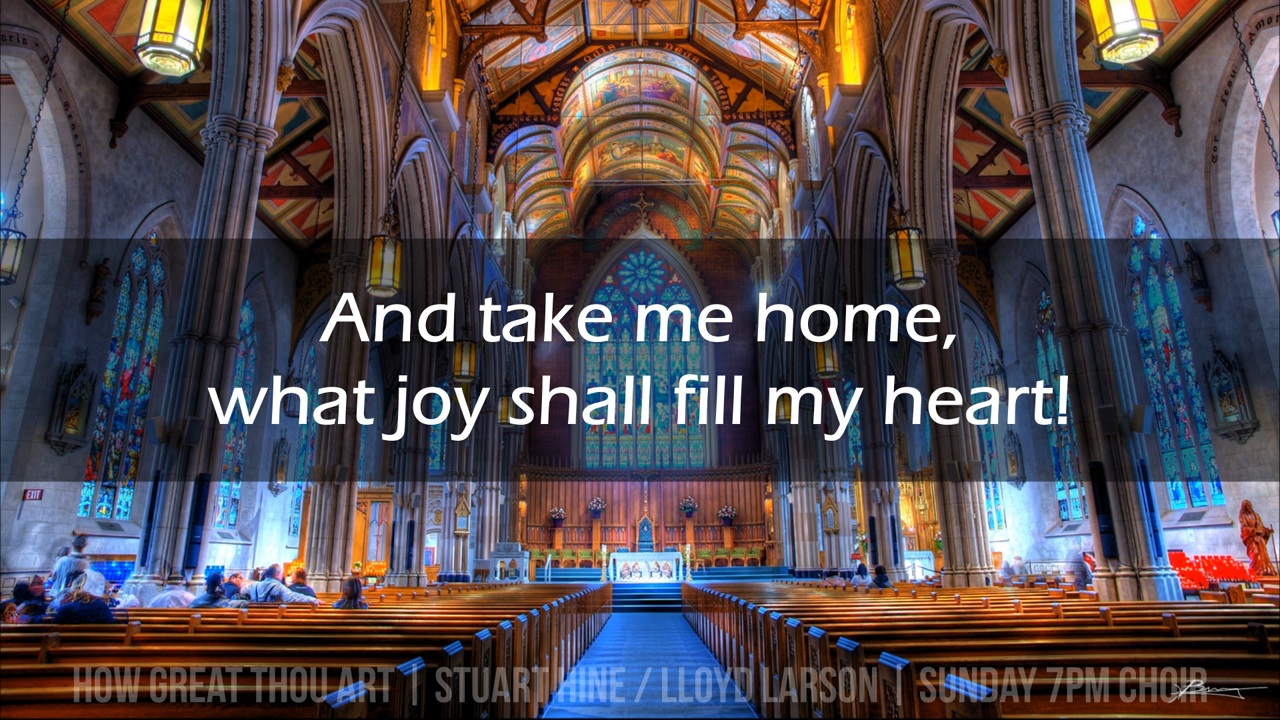 EXIT
And take me home,
what joy shall fill my heart!
HOW GREAT THOU ART | STUART HINE / LLOYD LARSON | SUNDAY 7PM CHOIR